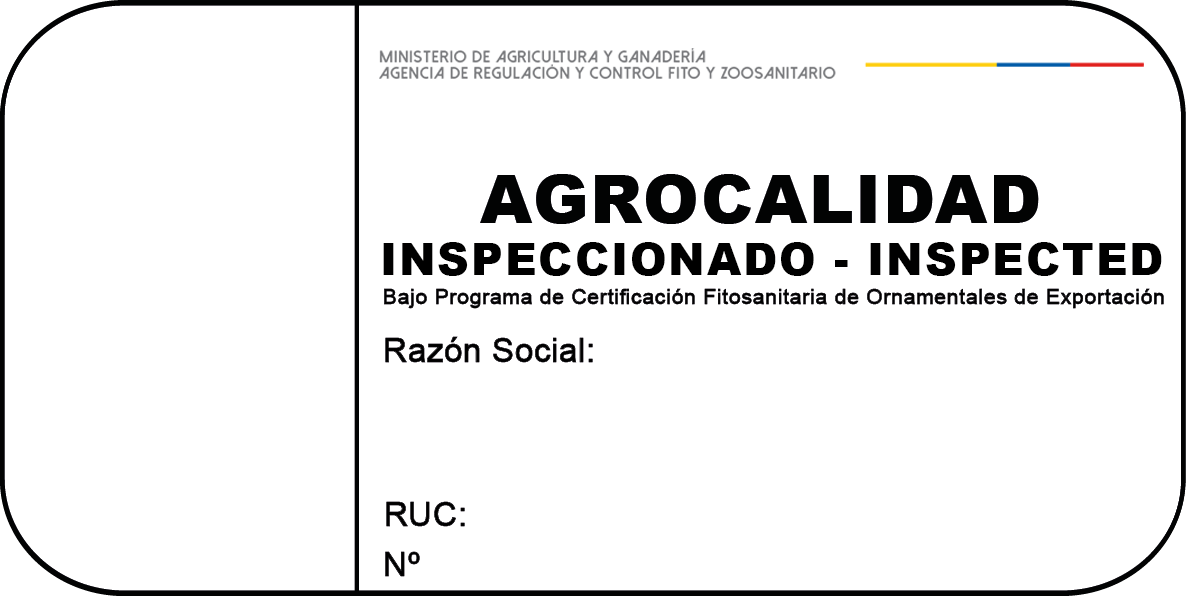 MINISTERIO DE AGRICULTURA Y GANADERÍA
AGENCIA DE REGULACIÓN Y CONTROL FITO Y ZOOSANITARIO
AGROCALIDAD
INSPECCIONADO - INSPECTED
Bajo Programa de Certificación Fitosanitaria de Ornamentales de Exportación
Razón Social:
RUC:
Nº